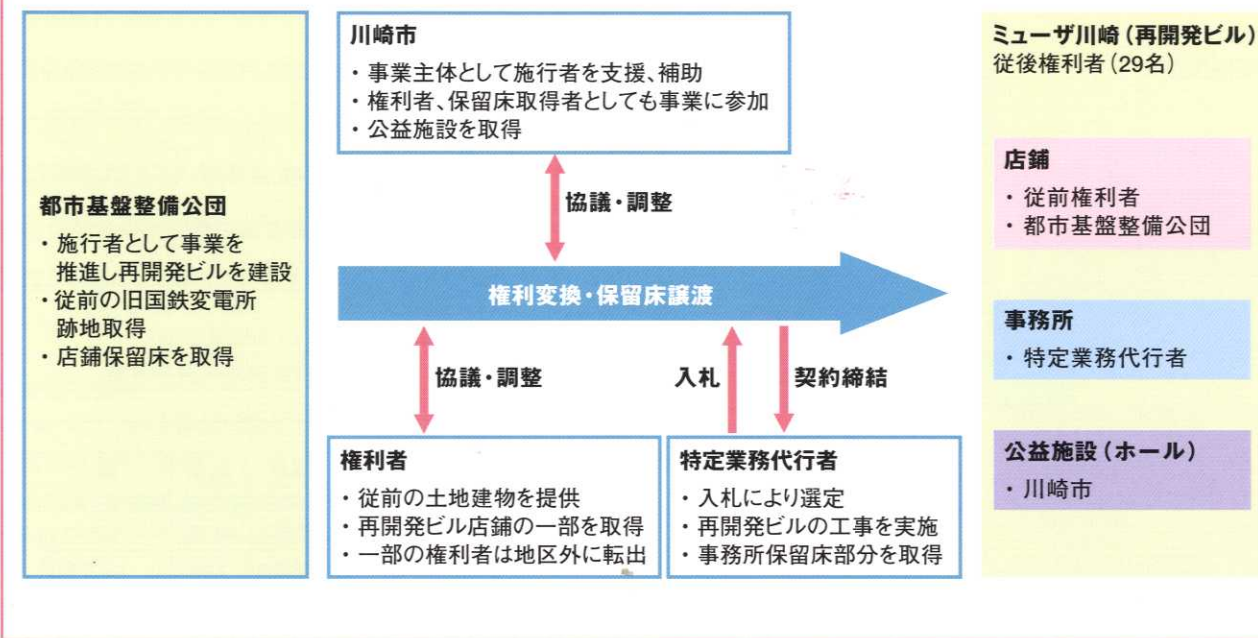 都市基盤整備公団
・施行者として事業を
推進し再開発ビルを建設
・従前の旧国鉄変電所
跡地取得
・店舗保留床を取得
川崎市
・事業主体として施行者を支援、補助
・権利者、保留床取得者としても事業に参加
・公益施設を取得
協議・調整
権利変換・保留床譲渡
協議・調整
入札
契約締結
権利者
・従前の土地建物を提供
・再開発ビル店舗の一部を取得
・一部の権利者は地区外に転出
特定業務代行者
・入札により選定
・再開発ビルの工事を実施
・事務所保留床部分を取得
ミューザ川崎(再開発ビル)
従後権利者(29名)
店舗
・従前権利者
・都市基盤整備公団
事務所
・特定業務代行者
公益施設(ホール)
・川崎市